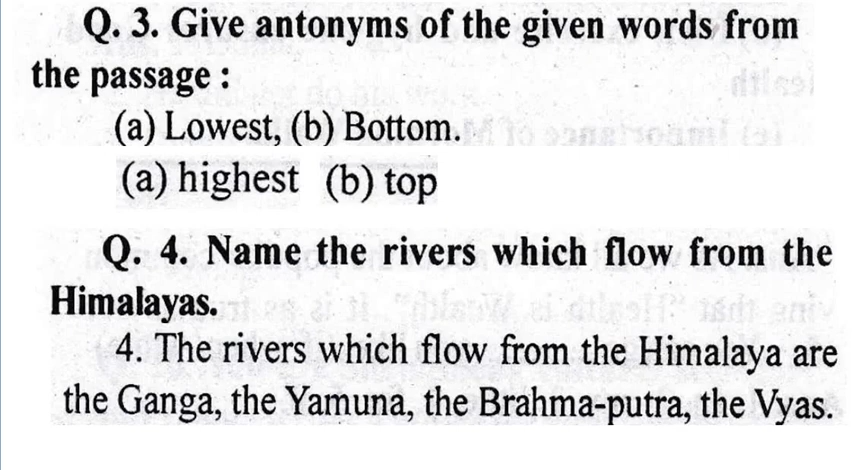 Q. 3. Give antonyms of the given words from
the passage :
(a) Lowest, (b) Bottom.
(a) highest (b) top
Q. 4. Name the rivers which flow from the
Himalayas.
4. The rivers which flow from the Himalaya are
the Ganga, the Yamuna, the Brahma-putra, the Vyas.